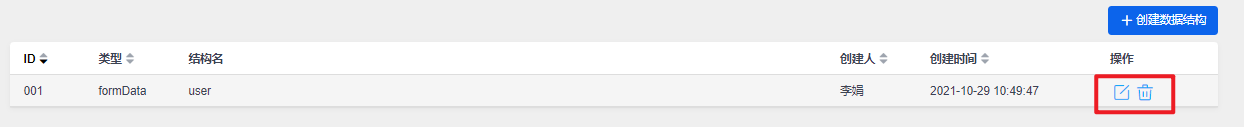 + 创建数据结构
ID 类型 结构名 创建人 创建时间 操作
001 formData user 李娟 2021-10-29 10:49:47